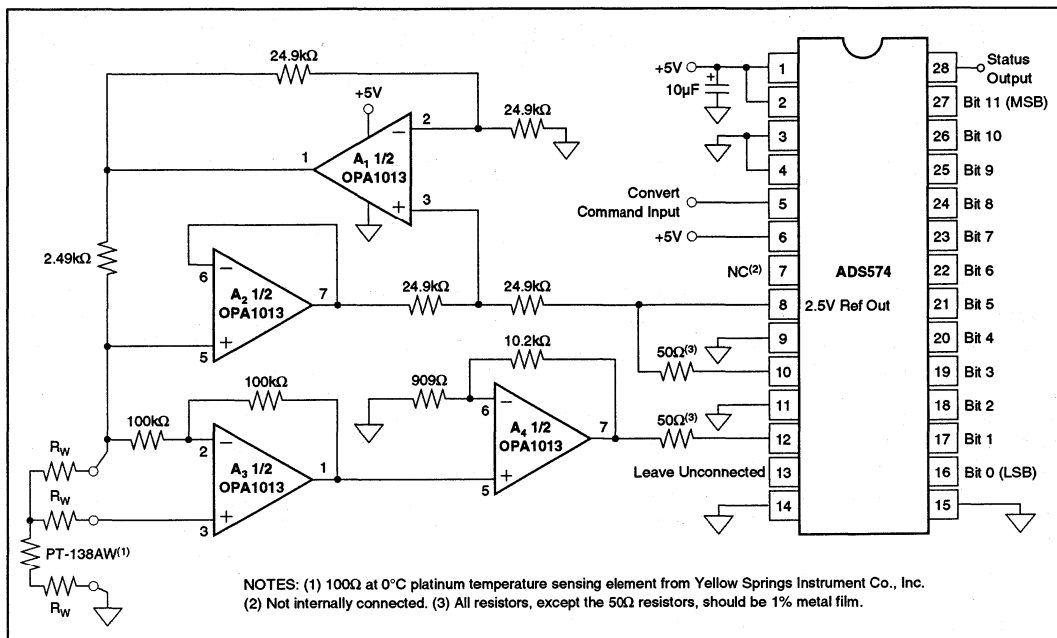 24.9kΩ
+5V
24.9kΩ
2
−
1
A1 1/2
OPA1013
+
3
2.49kΩ
6
−
A2 1/2
OPA1013
7
+
5
24.9kΩ
24.9kΩ
100kΩ
100kΩ
−
2
A3 1/2
OPA1013
1
+
3
909Ω
10.2kΩ
6
−
A4 1/2
OPA1013
7
+
5
50Ω(3)
50Ω(3)
RW
RW
PT-138AW(1)
RW
+5V
+
10µF
Convert
Command Input
+5V
NC(2)
2.5V Ref Out
Leave Unconnected
ADS574
1
2
3
4
5
6
7
8
9
10
11
12
13
14
28 Status
Output
27 Bit 11 (MSB)
26 Bit 10
25 Bit 9
24 Bit 8
23 Bit 7
22 Bit 6
21 Bit 5
20 Bit 4
19 Bit 3
18 Bit 2
17 Bit 1
16 Bit 0 (LSB)
15
NOTES: (1) 100Ω at 0°C platinum temperature sensing element from Yellow Springs Instrument Co., Inc.
(2) Not internally connected. (3) All resistors, except the 50Ω resistors, should be 1% metal film.